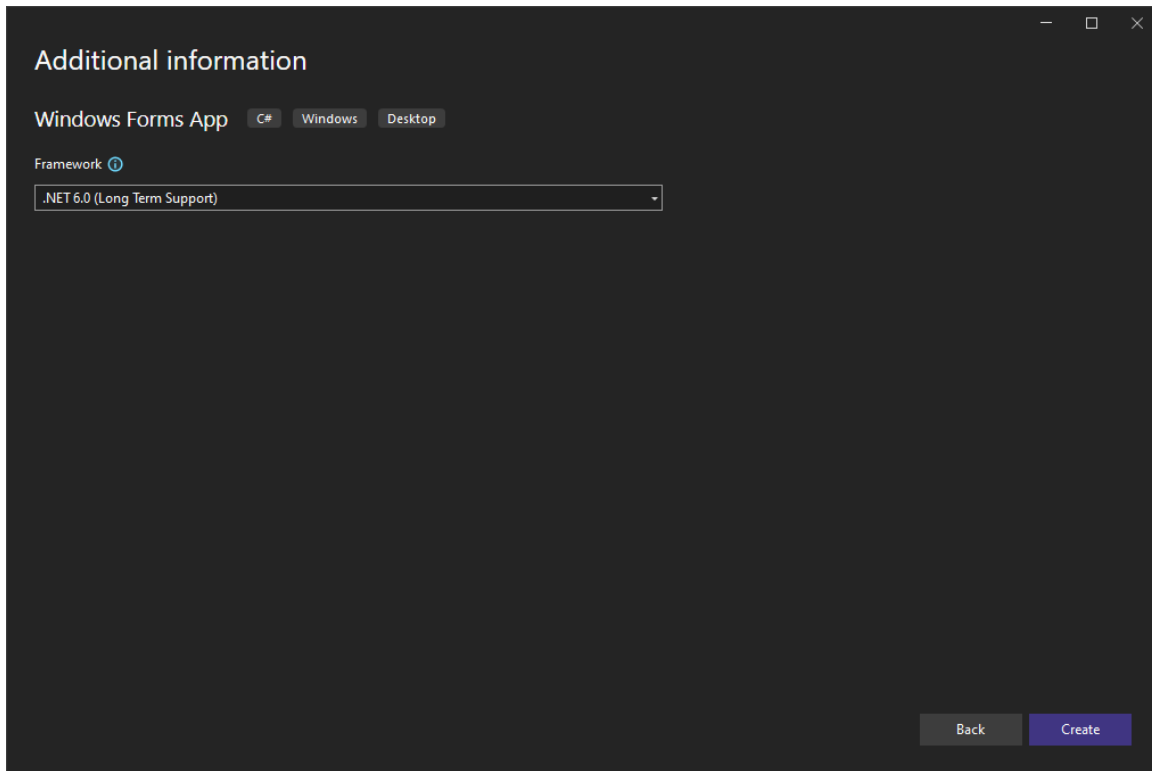 Additional information
Windows Forms App C# Windows Desktop
Framework
.NET 6.0 (Long Term Support)
Back Create